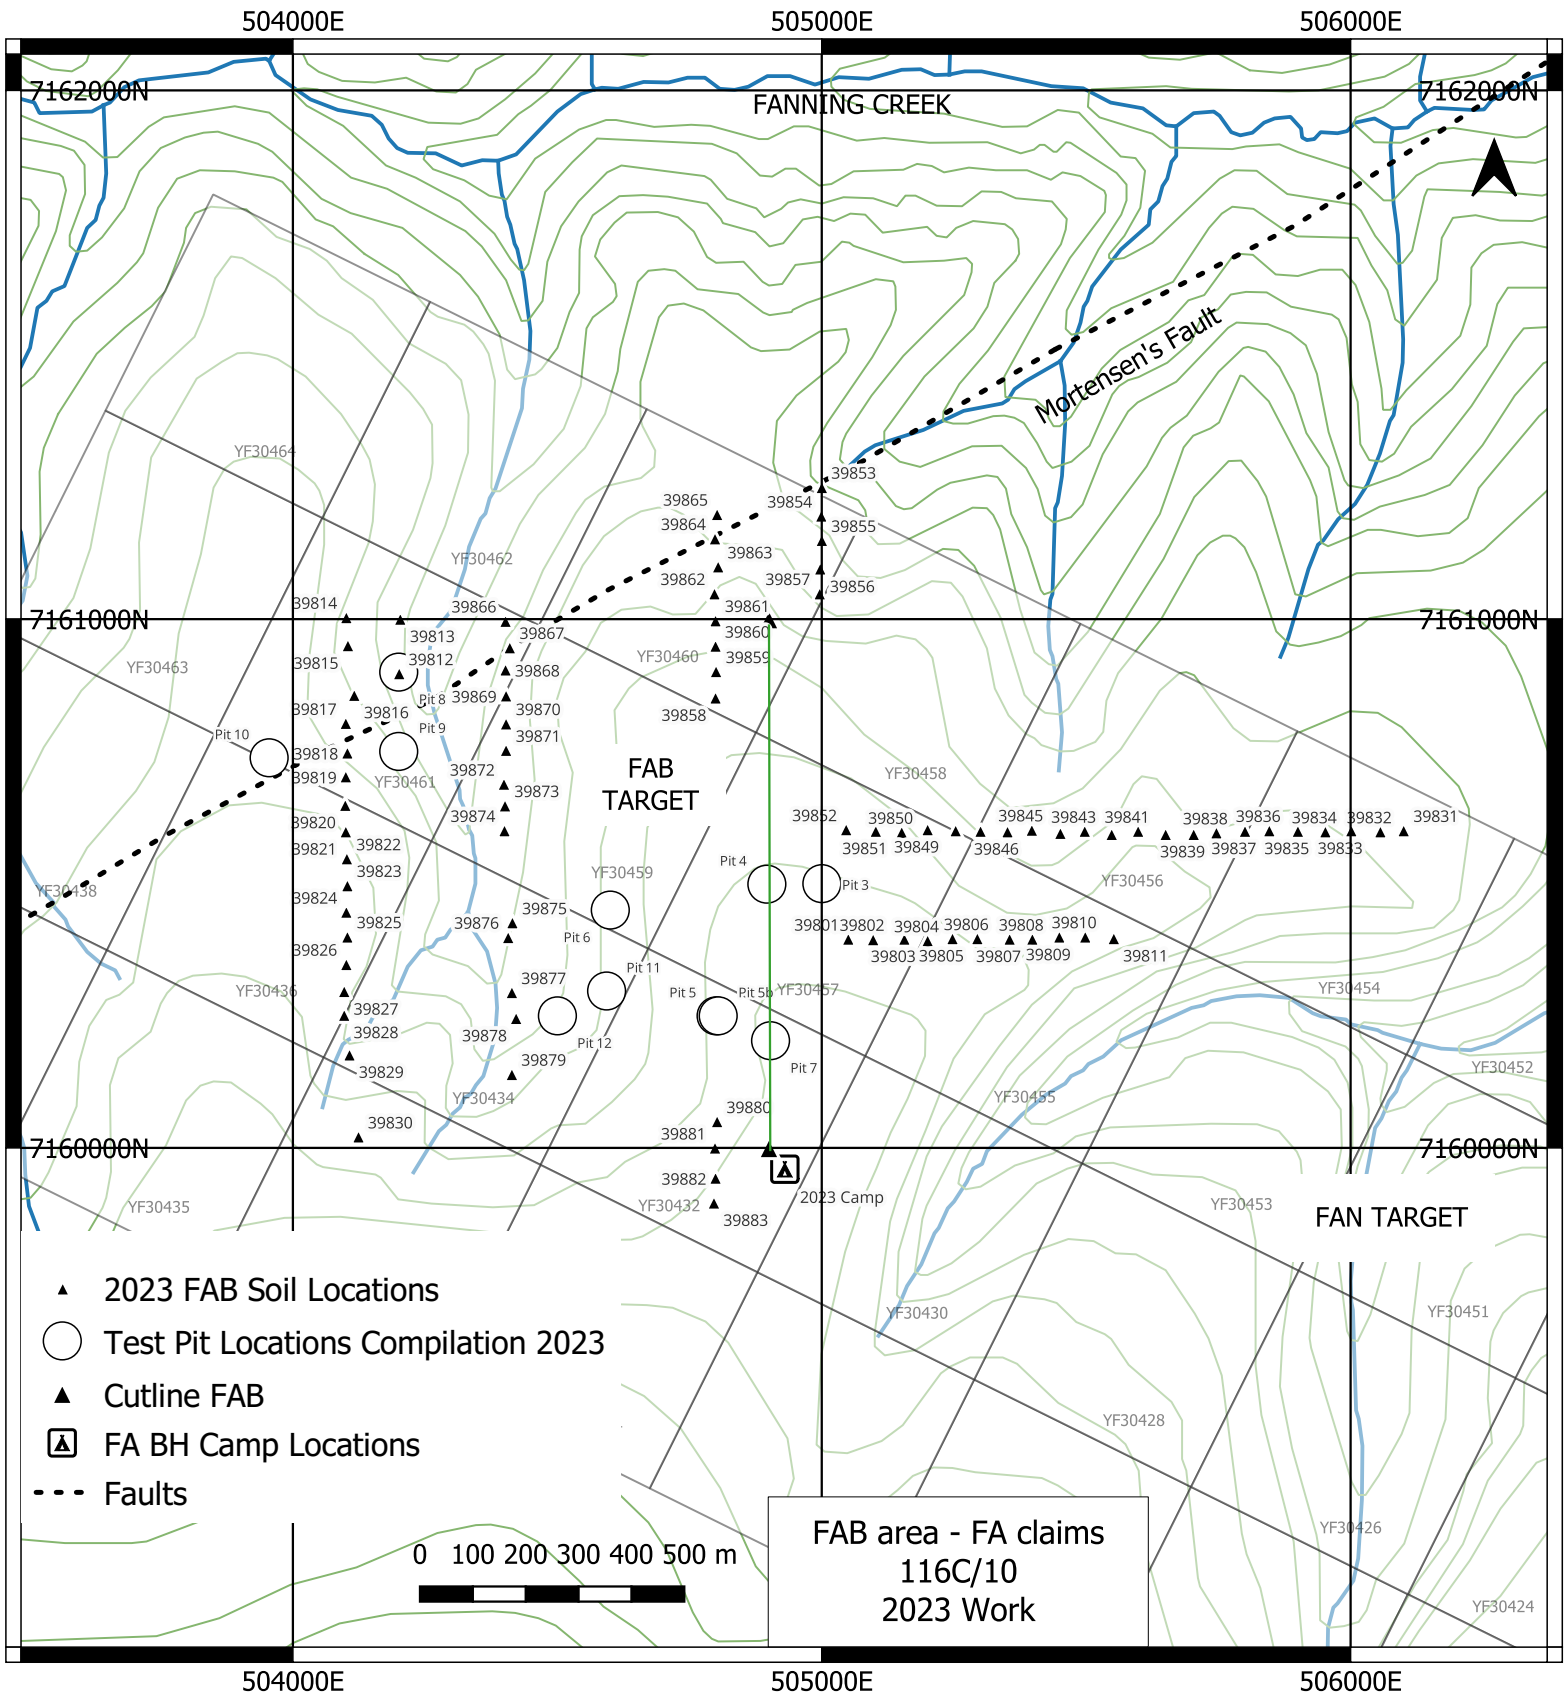 504000E 505000E 506000E
7162000N 7162000N
FANNING CREEK
Mortensen's Fault
YF30464
39853
39865 39854
39864 39855
YF30462 39863
39862 39857 39856
39814 39866 39861
7161000N 7161000N
39813 39867 39860
39815 39812 YF30460 39859
YF30463 39868
Pit 8 39869
39817 39816 39870 39858
Pit 10 Pit 9 39871
39818
39819 YF30461 39872 FAB YF30458
39873 TARGET
39874 39852 39850 39845 39843 39841 39838 39836 39834 39832 39831
39820
39821 39822 39851 39849 39846 39839 39837 39835 39833
39823 YF30459 Pit 4 Pit 3 YF30456
YF30438 39824
39825 39876 39875 39801 39802 39804 39806 39808 39810
39826 Pit 6 39803 39805 39807 39809 39811
Pit 11
YF30436 39877 Pit 5 Pit 5b YF30457 YF30454
39827
39828 39878 Pit 12
39829 39879 Pit 7 YF30452
YF30434 YF30455
39830 39880
7160000N 39881 7160000N
39882
YF30435 YF30432 2023 Camp YF30453 FAN TARGET
39883
YF30430 YF30451
YF30428
YF30426
YF30424
2023 FAB Soil Locations
Test Pit Locations Compilation 2023
Cutline FAB
FA BH Camp Locations
Faults
0 100 200 300 400 500 m
FAB area - FA claims
116C/10
2023 Work
504000E 505000E 506000E